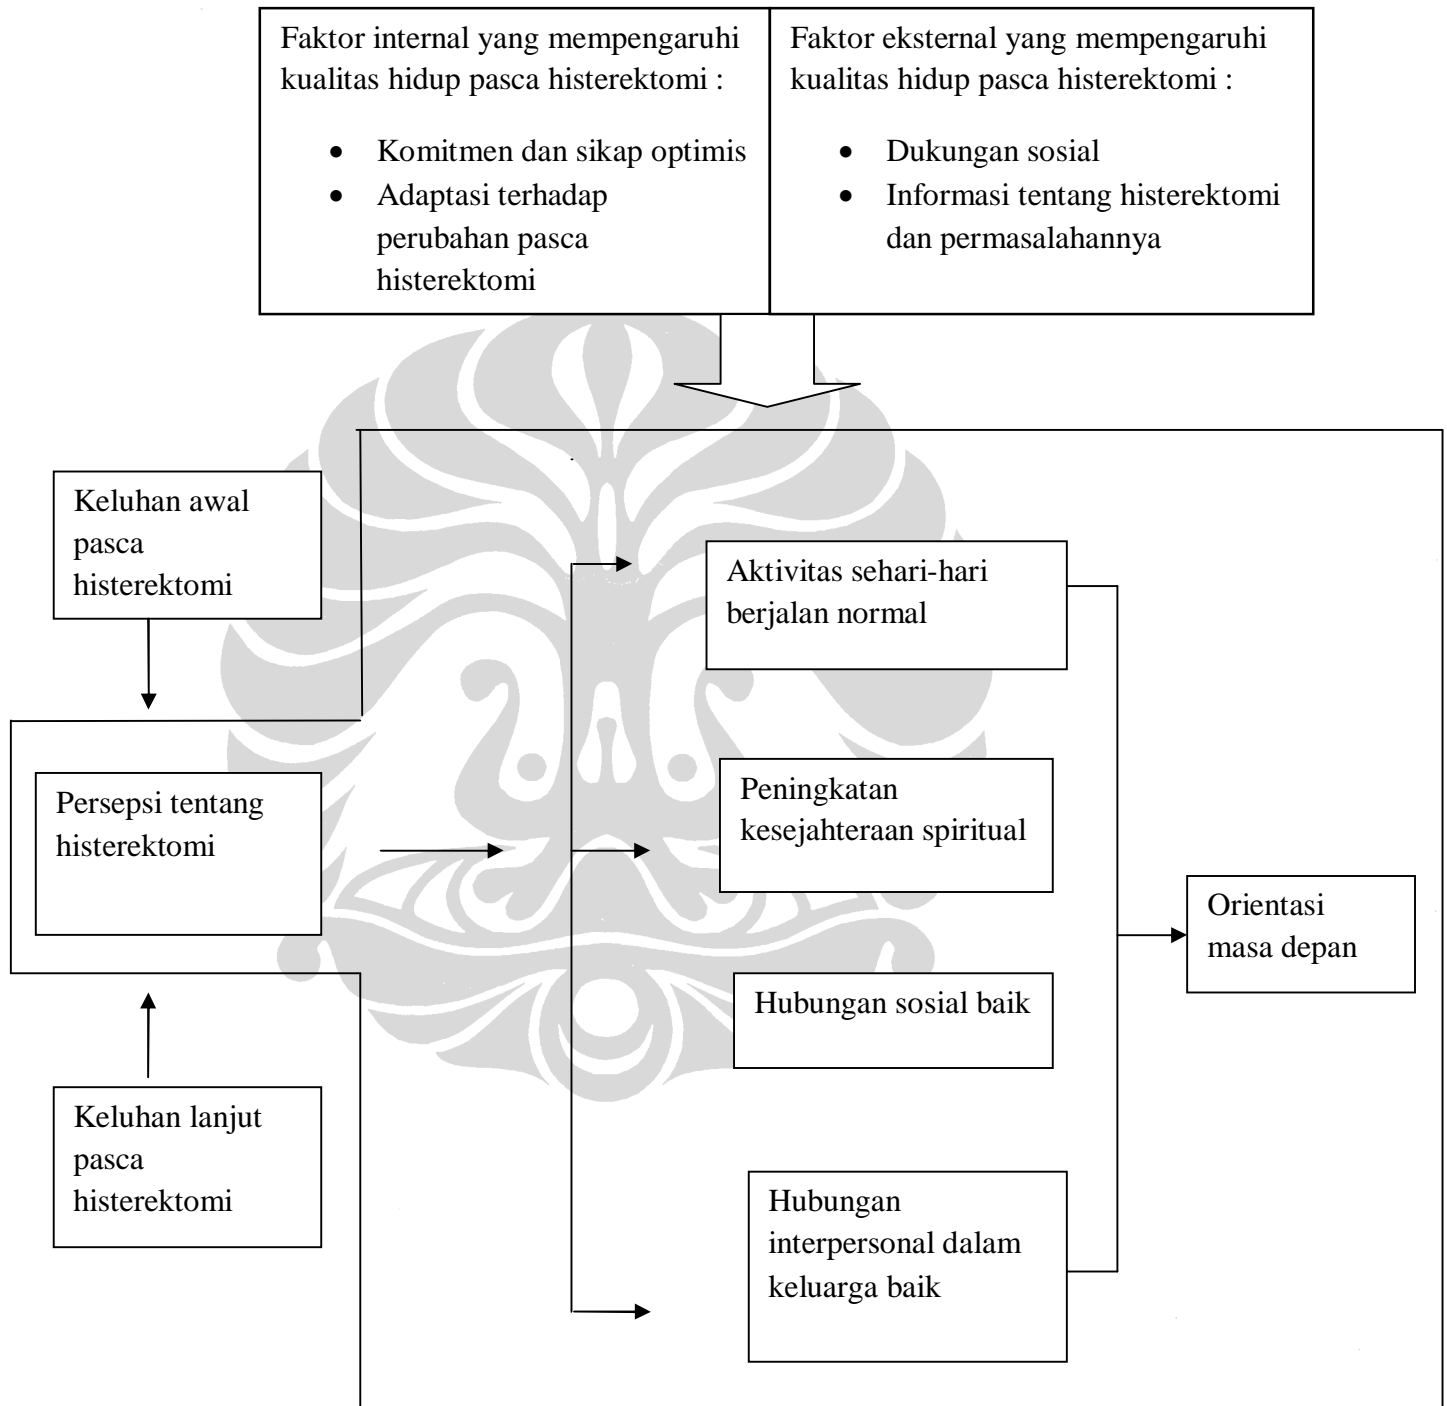 Faktor internal yang mempengaruhi
kualitas hidup pasca histerektomi :
• Komitmen dan sikap optimis
• Adaptasi terhadap
perubahan pasca
histerektomi
Faktor eksternal yang mempengaruhi
kualitas hidup pasca histerektomi :
• Dukungan sosial
• Informasi tentang histerektomi
dan permasalahannya
Keluhan awal
pasca
histerektomi
Persepsi tentang
histerektomi
Keluhan lanjut
pasca
histerektomi
Aktivitas sehari-hari
berjalan normal
Peningkatan
kesejahteraan spiritual
Hubungan sosial baik
Hubungan
interpersonal dalam
keluarga baik
Orientasi
masa depan